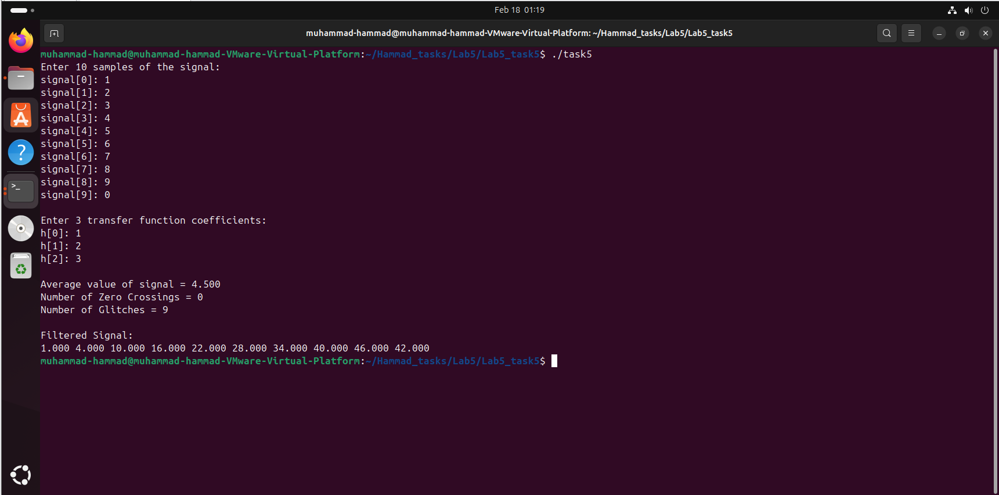 Feb 18 01:19
muhammad-hammad@muhammad-hammad-VMware-Virtual-Platform: ~/Hammad_tasks/Lab5/Lab5_task5
muhammad-hammad@muhammad-hammad-VMware-Virtual-Platform:~/Hammad_tasks/Lab5/Lab5_task5$ ./task5
Enter 10 samples of the signal:
signal[0]: 1
signal[1]: 2
signal[2]: 3
signal[3]: 4
signal[4]: 5
signal[5]: 6
signal[6]: 7
signal[7]: 8
signal[8]: 9
signal[9]: 0
Enter 3 transfer function coefficients:
h[0]: 1
h[1]: 2
h[2]: 3
Average value of signal = 4.500
Number of Zero Crossings = 0
Number of Glitches = 9
Filtered Signal:
1.000 4.000 10.000 16.000 22.000 28.000 34.000 40.000 46.000 42.000
muhammad-hammad@muhammad-hammad-VMware-Virtual-Platform:~/Hammad_tasks/Lab5/Lab5_task5$